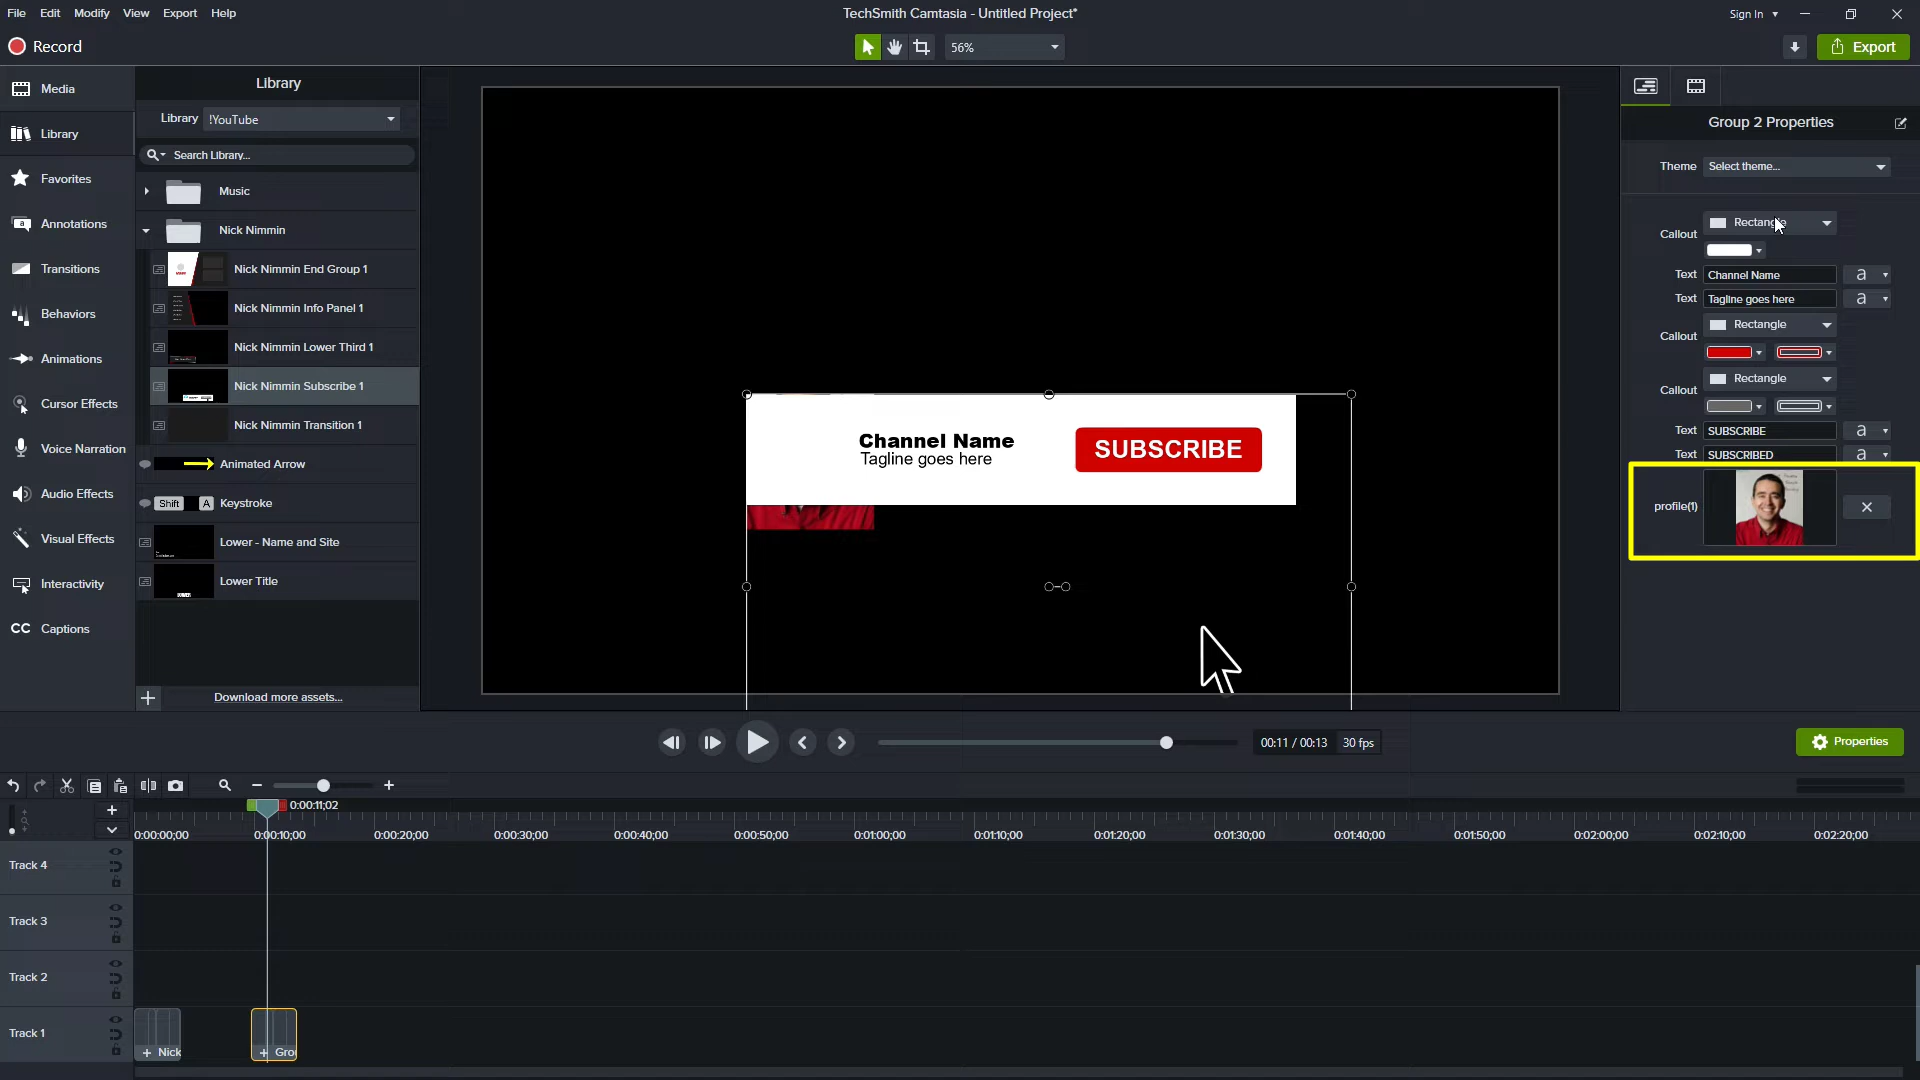 File Edit Modify View Export Help
TechSmith Camtasia - Untitled Project*
Sign In
Record
56%
Export
Media
Library
Favorites
Annotations
Transitions
Behaviors
Animations
Cursor Effects
Voice Narration
Audio Effects
Visual Effects
Interactivity
CC Captions
Library
Library !YouTube
Search Library...
Music
Nick Nimmin
Nick Nimmin End Group 1
Nick Nimmin Info Panel 1
Nick Nimmin Lower Third 1
Nick Nimmin Subscribe 1
Nick Nimmin Transition 1
Animated Arrow
Shift A Keystroke
Lower - Name and Site
Lower Title
Download more assets...
Channel Name
Tagline goes here
SUBSCRIBE
Group 2 Properties
Theme Select theme...
Callout Rectangle
Text Channel Name a
Text Tagline goes here a
Callout Rectangle
Callout Rectangle
Text SUBSCRIBE a
Text SUBSCRIBED a
profile(1)
00:11 / 00:13 30 fps
Properties
0:00:11;02
0:00:00;00 0:00:10;00 0:00:20;00 0:00:30;00 0:00:40;00 0:00:50;00 0:01:00;00 0:01:10;00 0:01:20;00 0:01:30;00 0:01:40;00 0:01:50;00 0:02:00;00 0:02:10;00 0:02:20;00
Track 4
Track 3
Track 2
Track 1
+ Nick
+ Grou